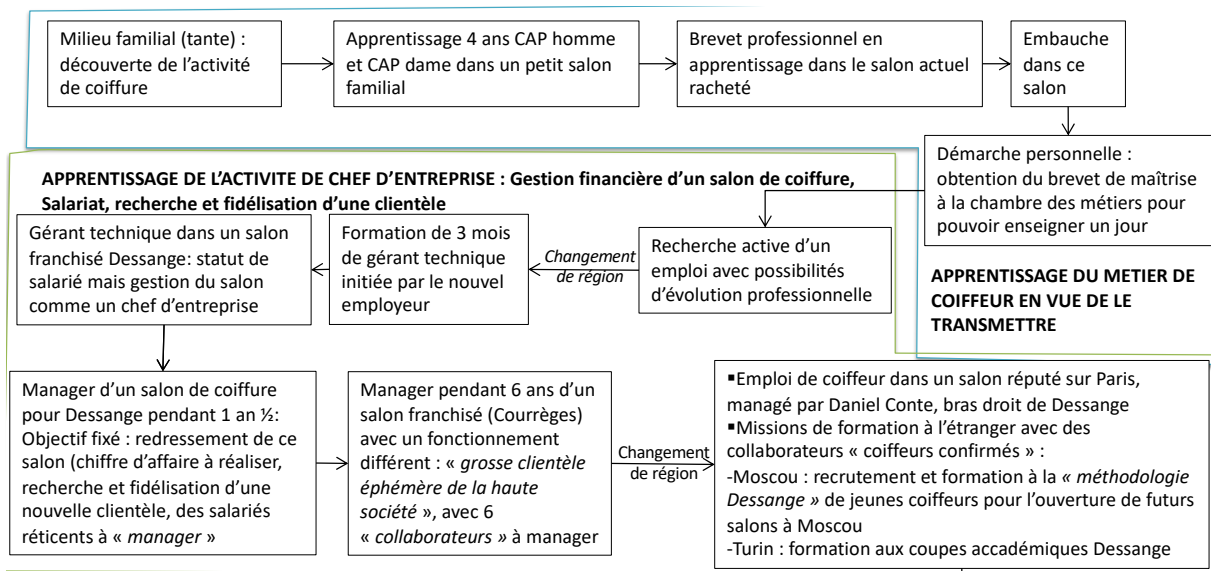 Milieu familial (tante) :
découverte de l’activité
de coiffure
Apprentissage 4 ans CAP homme
et CAP dame dans un petit salon
familial
Brevet professionnel en
apprentissage dans le salon actuel
racheté
Embauche
dans ce
salon
Démarche personnelle :
obtention du brevet de maîtrise
à la chambre des métiers pour
pouvoir enseigner un jour
APPRENTISSAGE DU METIER DE
COIFFEUR EN VUE DE LE
TRANSMETTRE
APPRENTISSAGE DE L’ACTIVITE DE CHEF D’ENTREPRISE : Gestion financière d’un salon de coiffure,
Salariat, recherche et fidélisation d’une clientèle
Recherche active d’un
emploi avec possibilités
d’évolution professionnelle
Changement
de région
Formation de 3 mois
de gérant technique
initiée par le nouvel
employeur
Gérant technique dans un salon
franchisé Dessange: statut de
salarié mais gestion du salon
comme un chef d’entreprise
Manager d’un salon de coiffure
pour Dessange pendant 1 an ½:
Objectif fixé : redressement de ce
salon (chiffre d’affaire à réaliser,
recherche et fidélisation d’une
nouvelle clientèle, des salariés
réticents à « manager »
Manager pendant 6 ans d’un
salon franchisé (Courrèges)
avec un fonctionnement
différent : « grosse clientèle
éphémère de la haute
société », avec 6
« collaborateurs » à manager
Changement
de région
▪Emploi de coiffeur dans un salon réputé sur Paris,
managé par Daniel Conte, bras droit de Dessange
▪Missions de formation à l’étranger avec des
collaborateurs « coiffeurs confirmés » :
-Moscou : recrutement et formation à la « méthodologie
Dessange » de jeunes coiffeurs pour l’ouverture de futurs
salons à Moscou
-Turin : formation aux coupes accadémiques Dessange